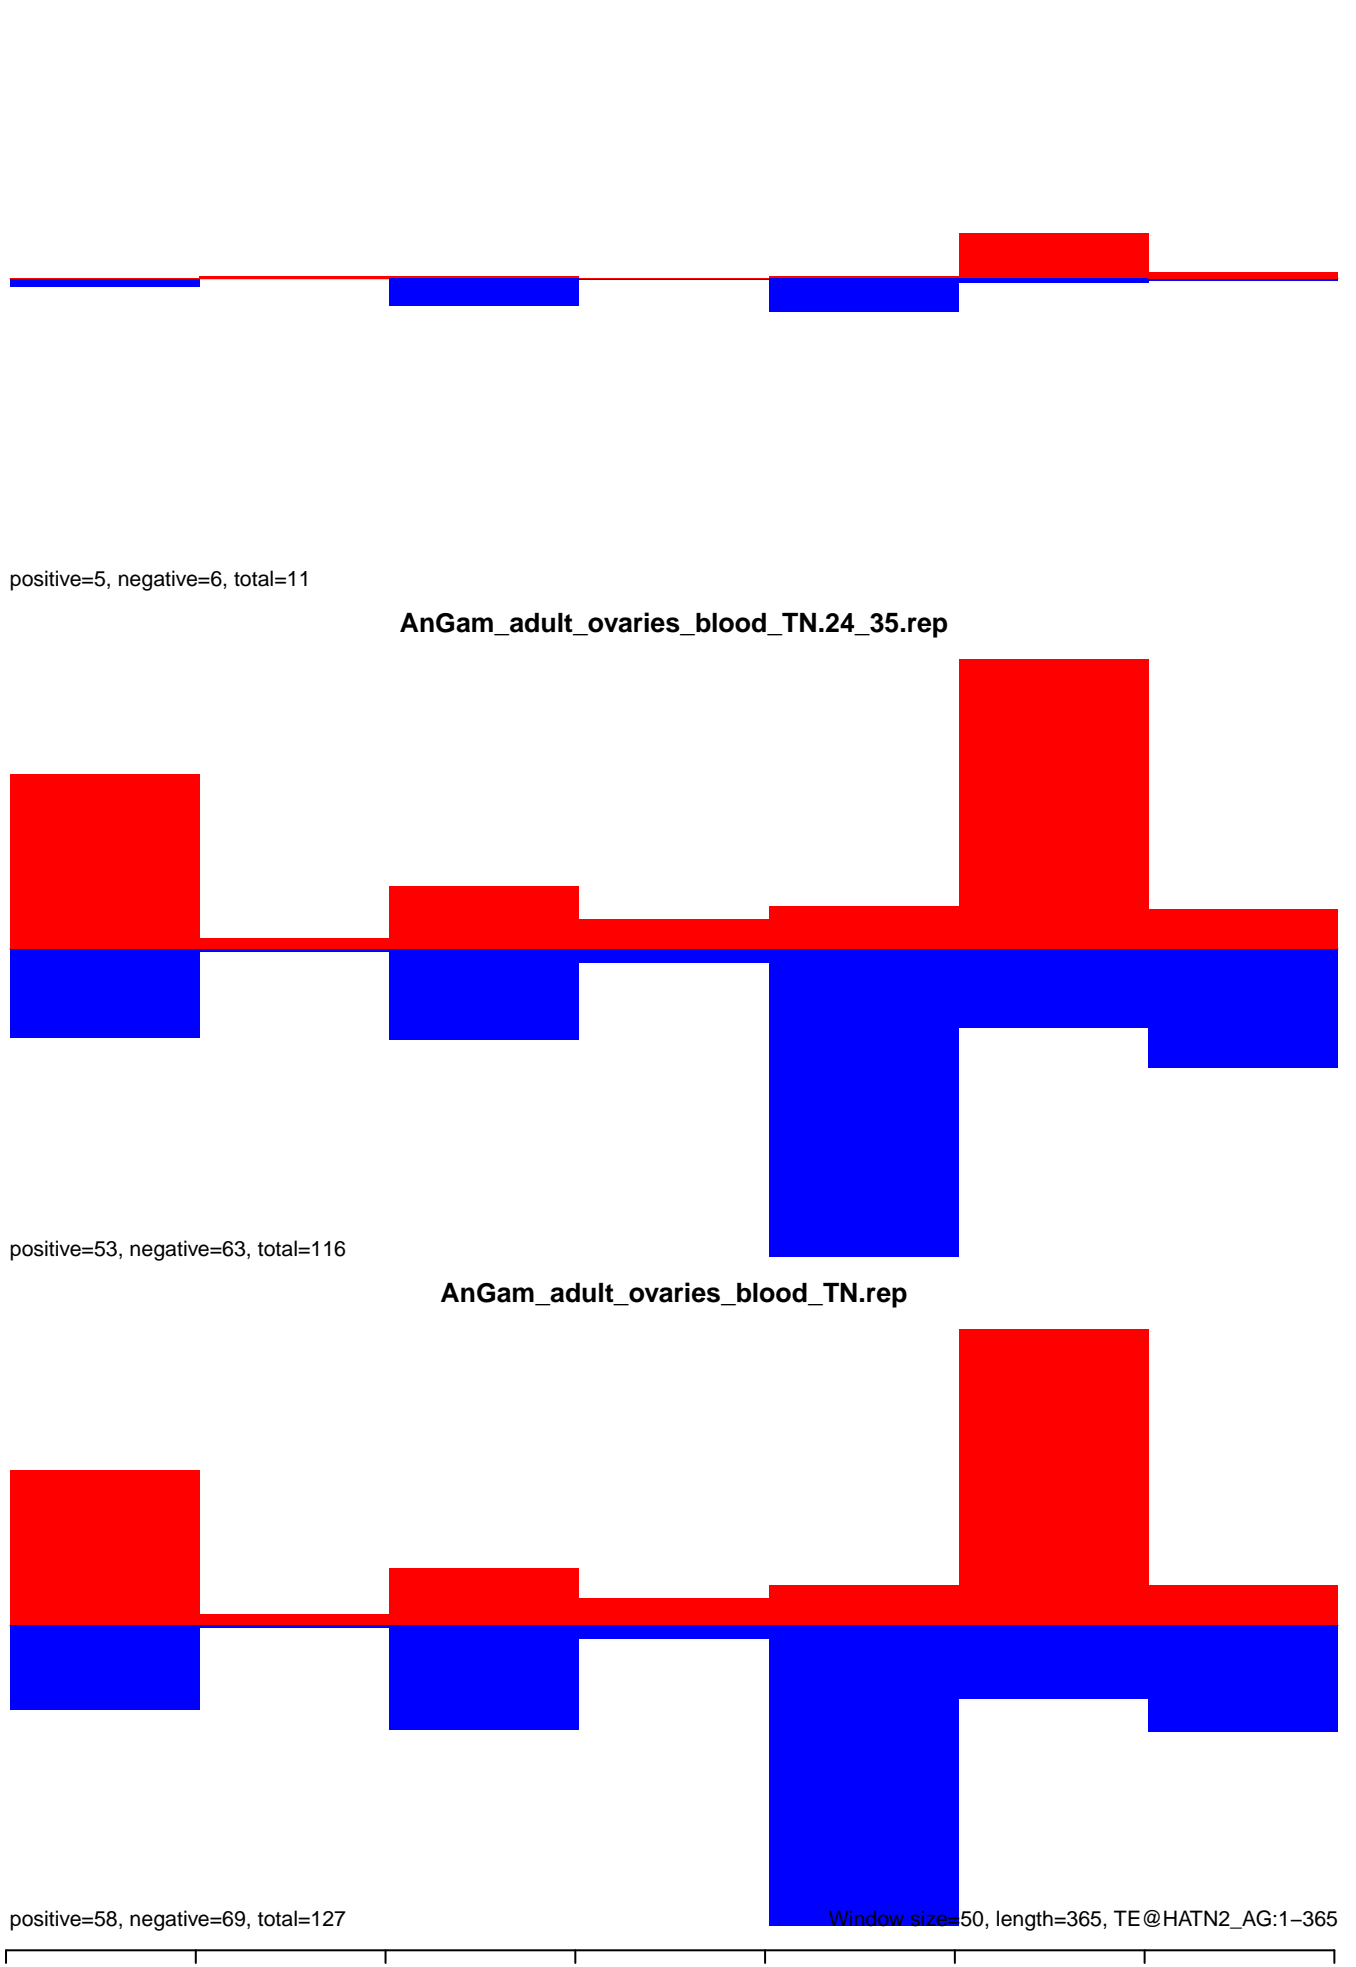 positive=5, negative=6, total=11
AnGam_adult_ovaries_blood_TN.24_35.rep
positive=53, negative=63, total=116
AnGam_adult_ovaries_blood_TN.rep
positive=58, negative=69, total=127
Window size=50, length=365, TE@HATN2_AG:1–365